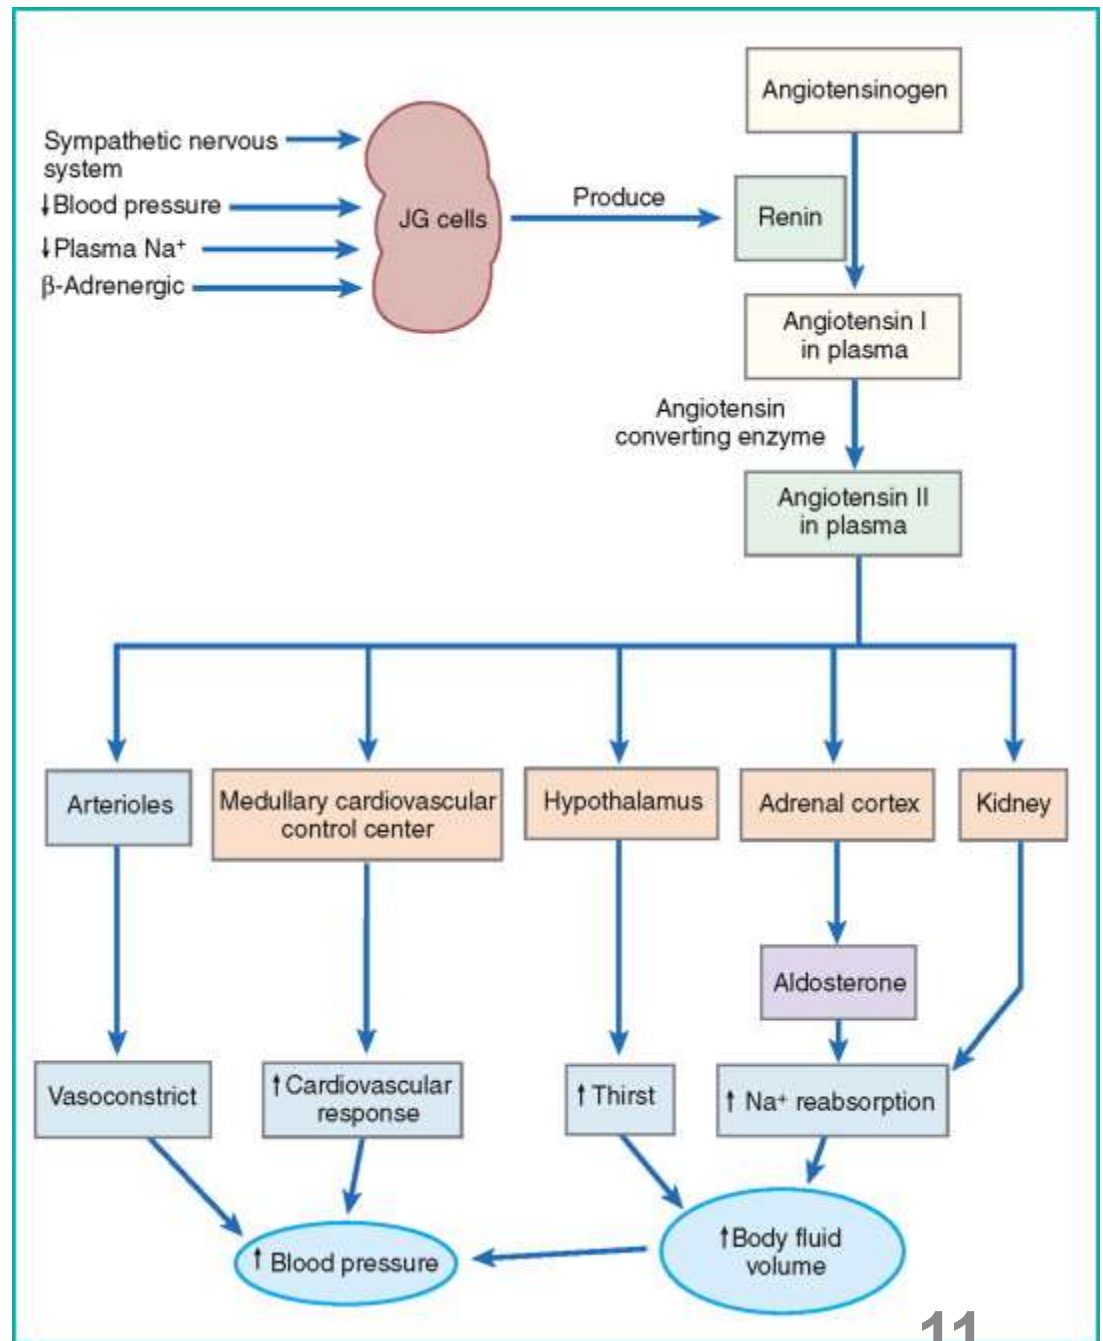 Angiotensinogen
Sympathetic nervous
system
↓Blood pressure
↓Plasma Na⁺
β-Adrenergic
JG cells
Produce
Renin
Angiotensin I
in plasma
Angiotensin
converting enzyme
Angiotensin II
in plasma
Arterioles
Medullary cardiovascular
control center
Hypothalamus
Adrenal cortex
Kidney
Aldosterone
Vasoconstrict
↑Cardiovascular
response
↑Thirst
↑ Na⁺ reabsorption
↑ Blood pressure
↑Body fluid
volume
11